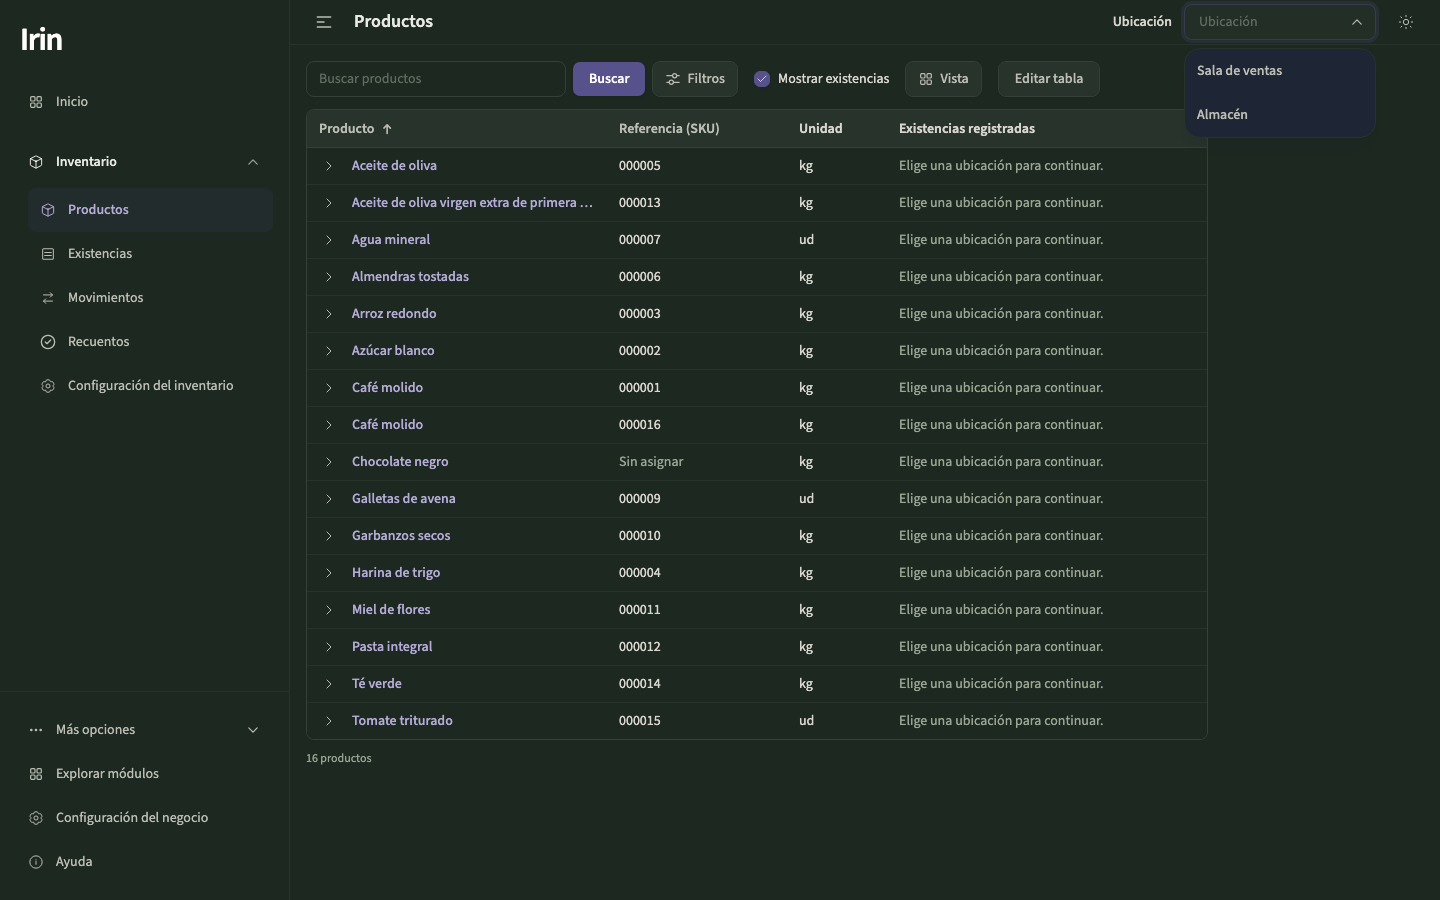 Irin
Inicio
Inventario
Productos
Existencias
Movimientos
Recuentos
Configuración del inventario
Más opciones
Explorar módulos
Configuración del negocio
Ayuda
Productos
Ubicación
Ubicación
Sala de ventas
Almacén
Buscar productos
Buscar
Filtros
Mostrar existencias
Vista
Editar tabla
Producto Referencia (SKU) Unidad Existencias registradas
Aceite de oliva 000005 kg Elige una ubicación para continuar.
Aceite de oliva virgen extra de primera … 000013 kg Elige una ubicación para continuar.
Agua mineral 000007 ud Elige una ubicación para continuar.
Almendras tostadas 000006 kg Elige una ubicación para continuar.
Arroz redondo 000003 kg Elige una ubicación para continuar.
Azúcar blanco 000002 kg Elige una ubicación para continuar.
Café molido 000001 kg Elige una ubicación para continuar.
Café molido 000016 kg Elige una ubicación para continuar.
Chocolate negro Sin asignar kg Elige una ubicación para continuar.
Galletas de avena 000009 ud Elige una ubicación para continuar.
Garbanzos secos 000010 kg Elige una ubicación para continuar.
Harina de trigo 000004 kg Elige una ubicación para continuar.
Miel de flores 000011 kg Elige una ubicación para continuar.
Pasta integral 000012 kg Elige una ubicación para continuar.
Té verde 000014 kg Elige una ubicación para continuar.
Tomate triturado 000015 ud Elige una ubicación para continuar.
16 productos